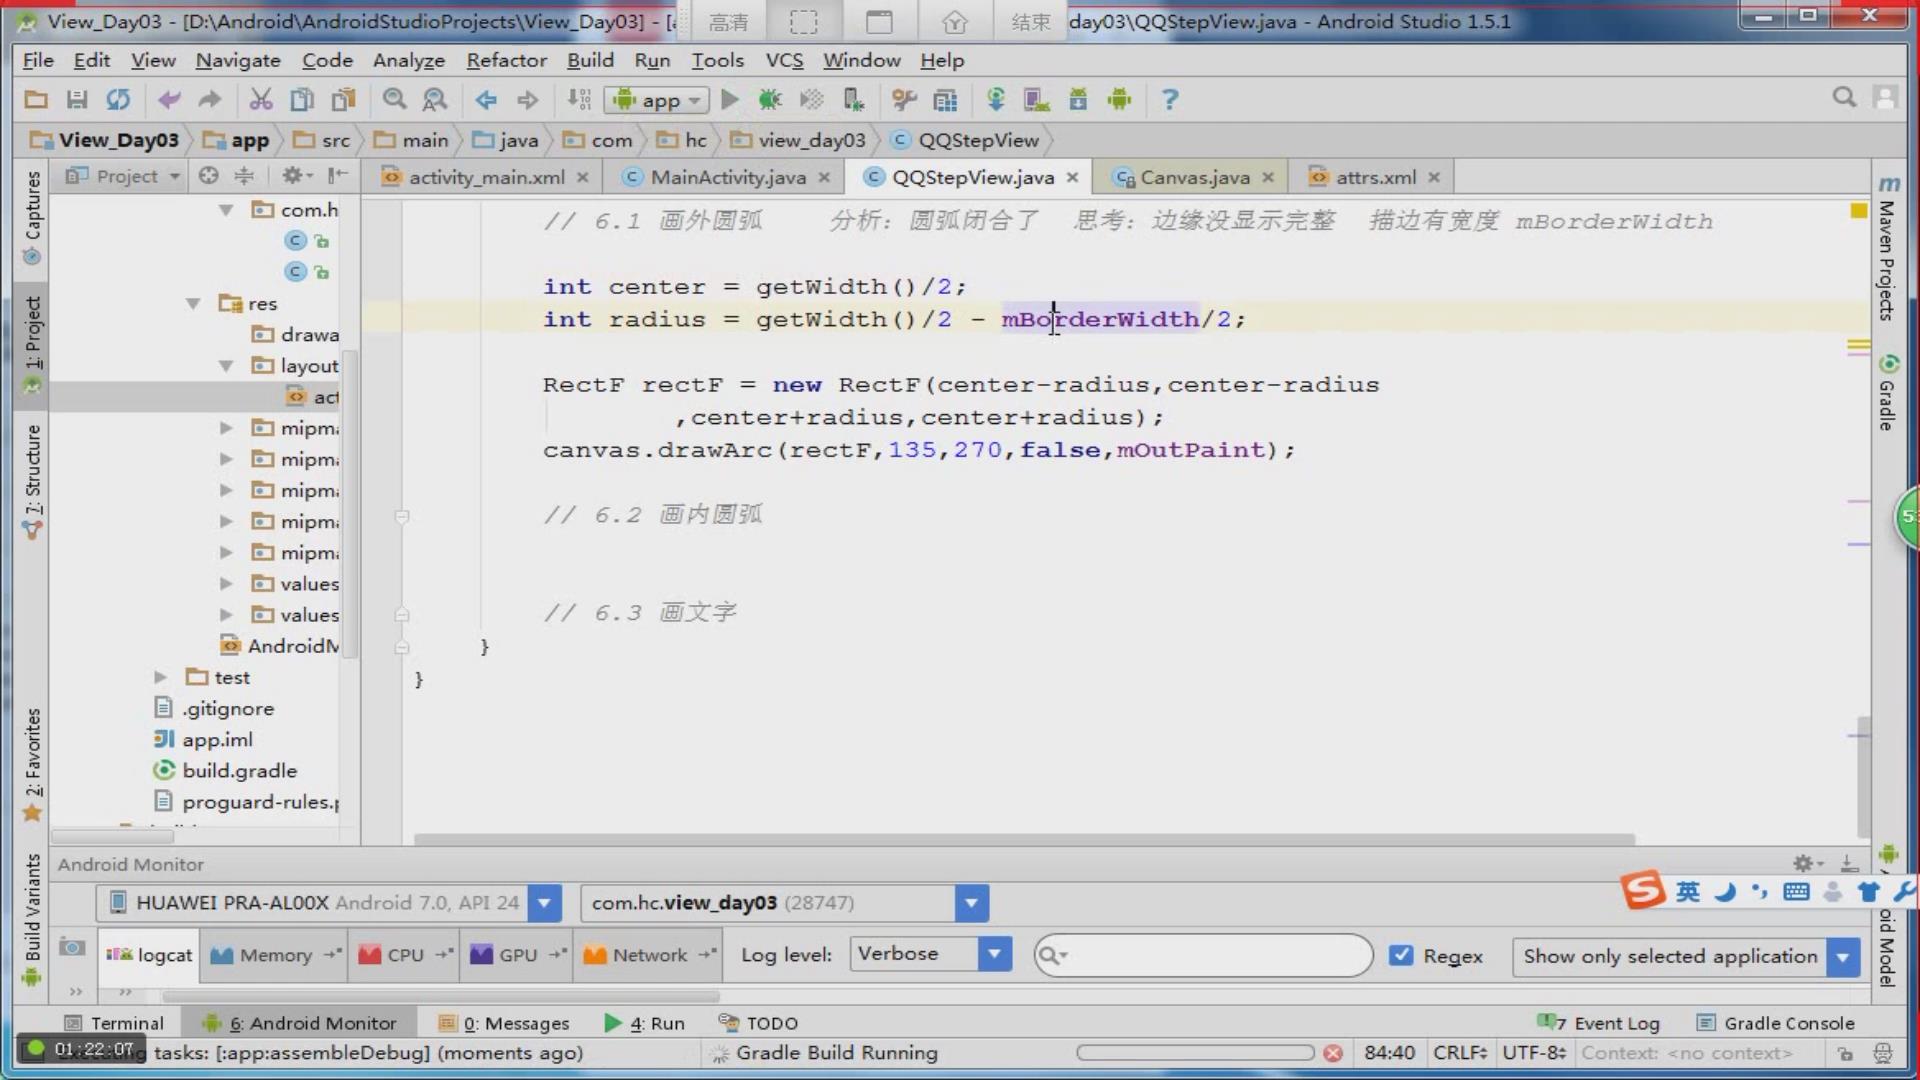 View_Day03 - [D:\Android\AndroidStudioProjects\View_Day03] - [
高清
结束
day03\QQStepView.java - Android Studio 1.5.1
File Edit View Navigate Code Analyze Refactor Build Run Tools VCS Window Help
app
View_Day03 app src main java com hc view_day03 QQStepView
Project
activity_main.xml MainActivity.java QQStepView.java Canvas.java attrs.xml
Captures
1: Project
7: Structure
2: Favorites
Build Variants
com.h
res
drawa
layout
act
mipm
mipm
mipm
mipm
mipm
values
values
AndroidM
test
.gitignore
app.iml
build.gradle
proguard-rules.p
// 6.1 画外圆弧 分析：圆弧闭合了 思考：边缘没显示完整 描边有宽度 mBorderWidth
int center = getWidth()/2;
int radius = getWidth()/2 - mBorderWidth/2;
RectF rectF = new RectF(center-radius,center-radius
,center+radius,center+radius);
canvas.drawArc(rectF,135,270,false,mOutPaint);
// 6.2 画内圆弧
// 6.3 画文字
}
}
Maven Projects
Gradle
53
oid Model
Android Monitor
英
HUAWEI PRA-AL00X Android 7.0, API 24
com.hc.view_day03 (28747)
logcat Memory CPU GPU Network Log level: Verbose Regex Show only selected application
Terminal 6: Android Monitor 0: Messages 4: Run TODO 7 Event Log Gradle Console
01:22:07
tasks: [:app:assembleDebug] (moments ago)
Gradle Build Running
84:40 CRLF UTF-8 Context: <no context>